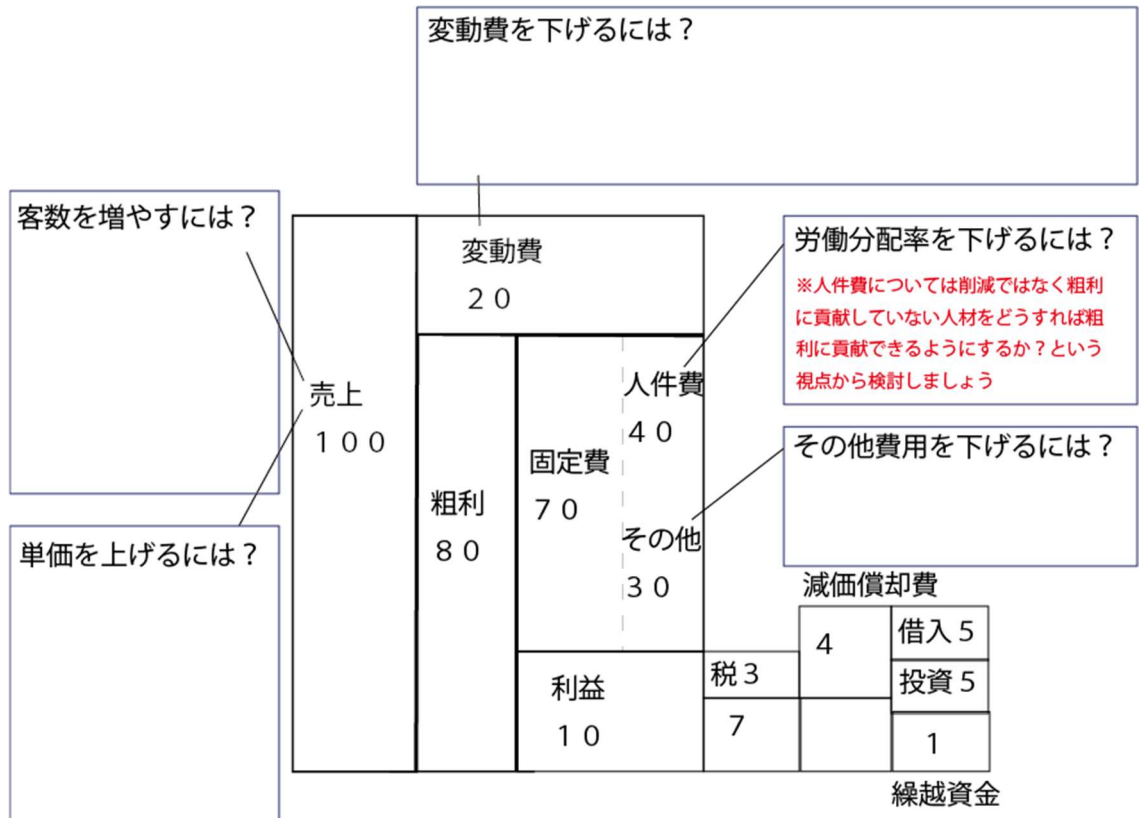 変動費を下げるには？
客数を増やすには？
変動費
２０
労働分配率を下げるには？
※人件費については削減ではなく粗利
に貢献していない人材をどうすれば粗
利に貢献できるようにするか？という
視点から検討しましょう
売上
１００
人件費
４０
固定費
７０
その他費用を下げるには？
粗利
８０
その他
３０
単価を上げるには？
減価償却費
４
借入５
税３
投資５
利益
１０
７
１
繰越資金